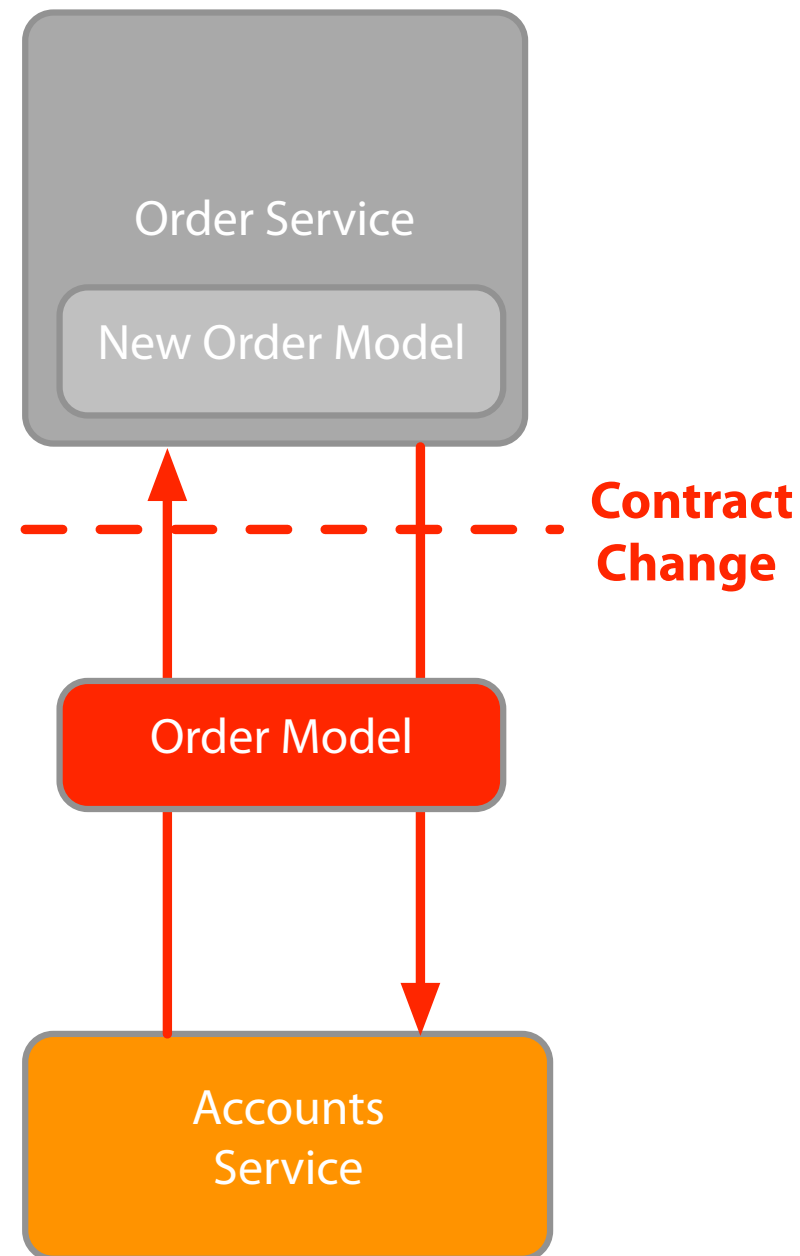 Order Service
New Order Model
Contract
Change
Order Model
Accounts
Service